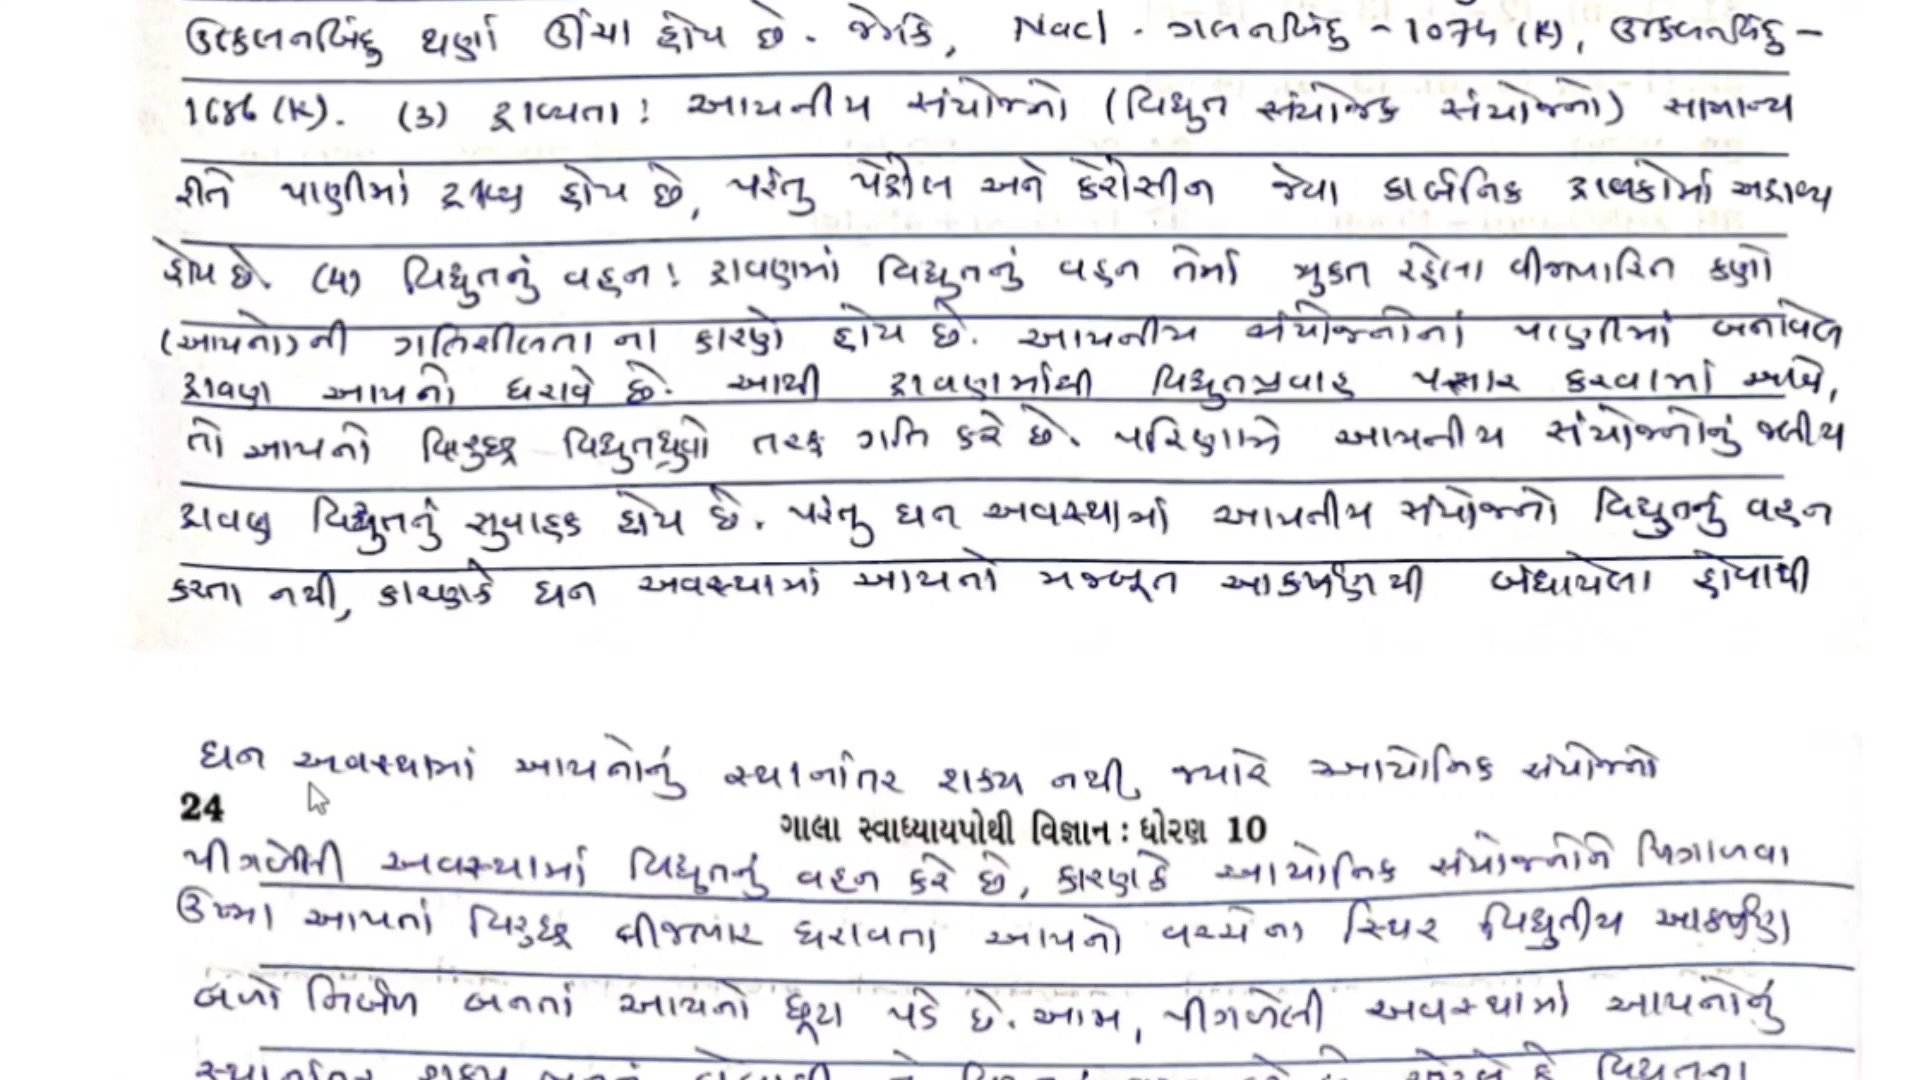 ઉત્કલનબિંદુ ઘણાં ઊંચા હોય છે. જેમકે, Nacl . ગલનબિંદુ - 1074 (K), ઉત્કલનબિંદુ -
1686 (K). (3) દ્રાવ્યતા : આયનીય સંયોજનો (વિદ્યુત સંયોજક સંયોજનો) સામાન્ય
રીતે પાણીમાં દ્રાવ્ય હોય છે, પરંતુ પેટ્રોલ અને કેરોસીન જેવા કાર્બનિક દ્રાવકોમાં અદ્રાવ્ય
હોય છે. (4) વિદ્યુતનું વહન : દ્રાવણમાં વિદ્યુતનું વહન તેમાં મુક્ત રહેલા વીજભારિત કણો
(આયનો)ની ગતિશીલતા ના કારણે હોય છે. આયનીય સંયોજનોનાં પાણીમાં બનાવેલ
દ્રાવણ આયનો ધરાવે છે. આથી દ્રાવણમાંથી વિદ્યુતપ્રવાહ પસાર કરવામાં આવે,
તો આયનો વિરુદ્ધ વિદ્યુતધ્રુવો તરફ ગતિ કરે છે. પરિણામે આયનીય સંયોજનોનું જલીય
દ્રાવણ વિદ્યુતનું સુવાહક હોય છે. પરંતુ ઘન અવસ્થામાં આયનીય સંયોજનો વિદ્યુતનું વહન
કરતા નથી, કારણકે ઘન અવસ્થામાં આયનો મજબૂત આકર્ષણથી બંધાયેલા હોવાથી
ઘન અવસ્થામાં આયનોનું સ્થાનાંતર શક્ય નથી, જ્યારે આયોનિક સંયોજનો
24 ગાલા સ્વાધ્યાયપોથી વિજ્ઞાન : ધોરણ 10
પીગળેલી અવસ્થામાં વિદ્યુતનું વહન કરે છે, કારણકે આયોનિક સંયોજનોને પિગાળવા
ઉષ્મા આપતાં વિરુદ્ધ વીજભાર ધરાવતા આયનો વચ્ચેના સ્થિર વિદ્યુતીય આકર્ષણ
બળો નિર્બળ બનતાં આયનો છૂટા પડે છે. આમ, પીગળેલી અવસ્થામાં આયનોનું